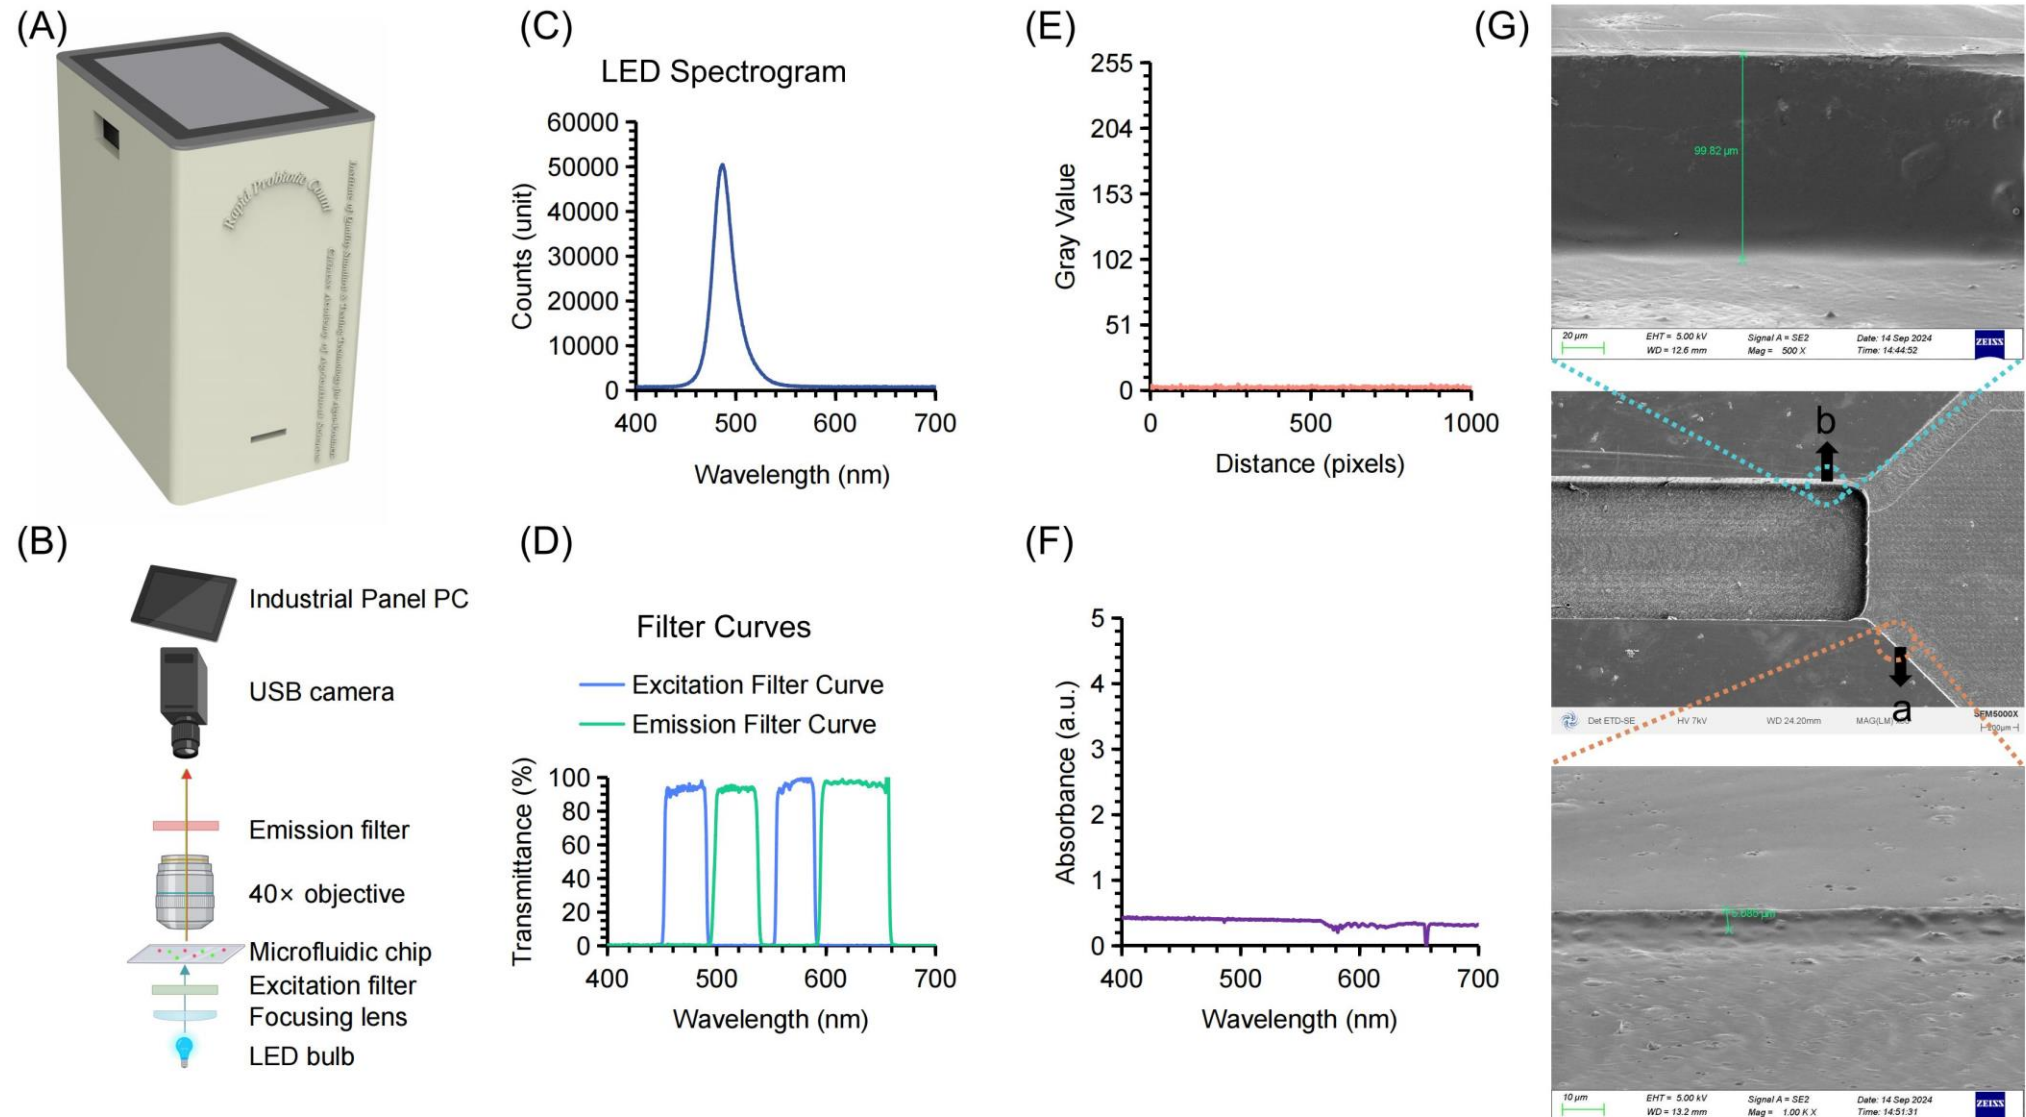 (A)
Rapid Probiotic Count
(B)
Industrial Panel PC
USB camera
Emission filter
40× objective
Microfluidic chip
Excitation filter
Focusing lens
LED bulb
(C)
LED Spectrogram
Counts (unit)
60000
50000
40000
30000
20000
10000
0
400 500 600 700
Wavelength (nm)
(D)
Filter Curves
Excitation Filter Curve
Emission Filter Curve
Transmittance (%)
100
80
60
40
20
0
400 500 600 700
Wavelength (nm)
(E)
Gray Value
255
204
153
102
51
0
0 500 1000
Distance (pixels)
(F)
Absorbance (a.u.)
5
4
3
2
1
0
400 500 600 700
Wavelength (nm)
(G)
99.82 µm
20 µm
EHT = 5.00 kV Signal A = SE2 Date: 14 Sep 2024
WD = 12.6 mm Mag = 500 X Time: 14:44:52
ZEISS
b
a
Det ETD-SE HV 7kV WD 24.20mm MAG(LM) SEM5000X
200µm
10 µm
EHT = 5.00 kV Signal A = SE2 Date: 14 Sep 2024
WD = 13.2 mm Mag = 1.00 K X Time: 14:51:31
ZEISS